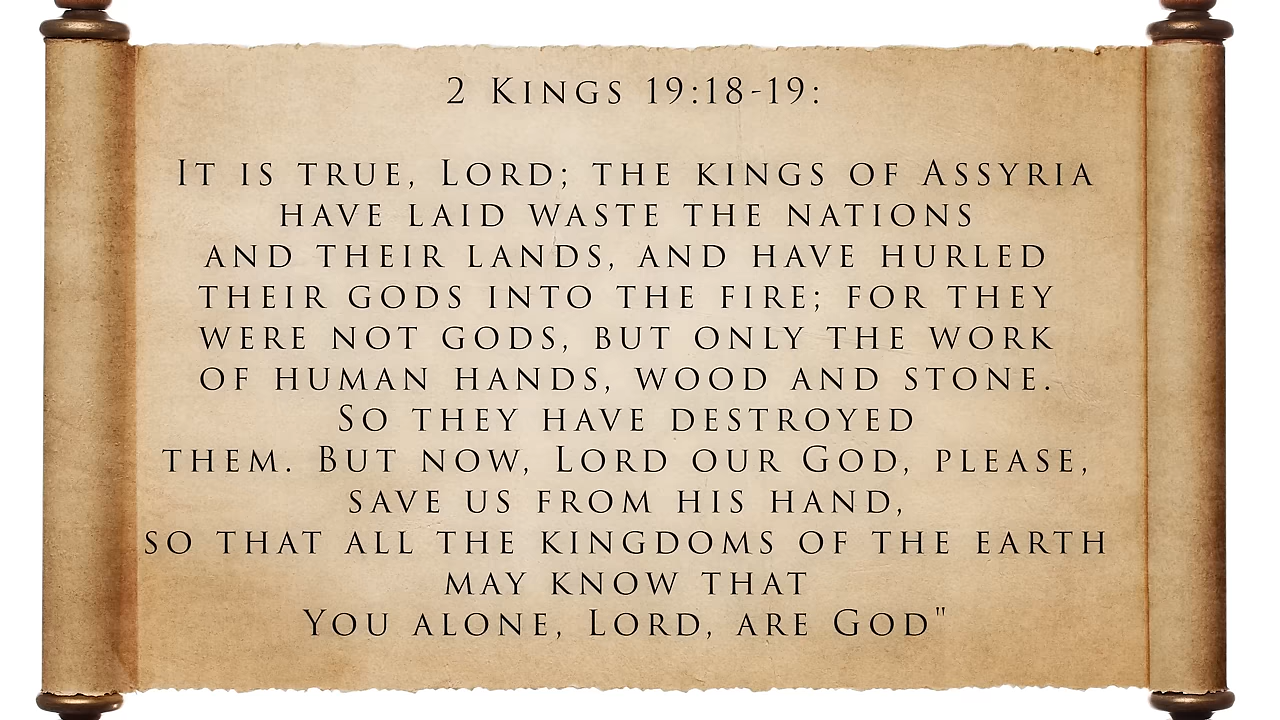 2 Kings 19:18-19:
It is true, Lord; the kings of Assyria
have laid waste the nations
and their lands, and have hurled
their gods into the fire; for they
were not gods, but only the work
of human hands, wood and stone.
So they have destroyed
them. But now, Lord our God, please,
save us from his hand,
so that all the kingdoms of the earth
may know that
You alone, Lord, are God"